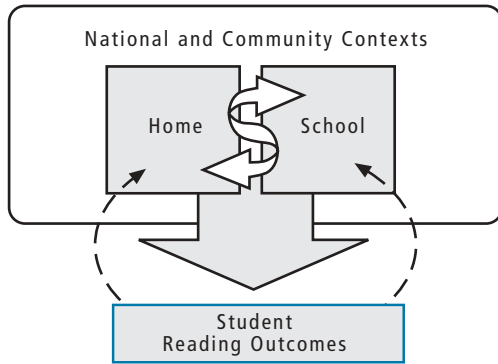 National and Community Contexts
Home
School
Student
Reading Outcomes